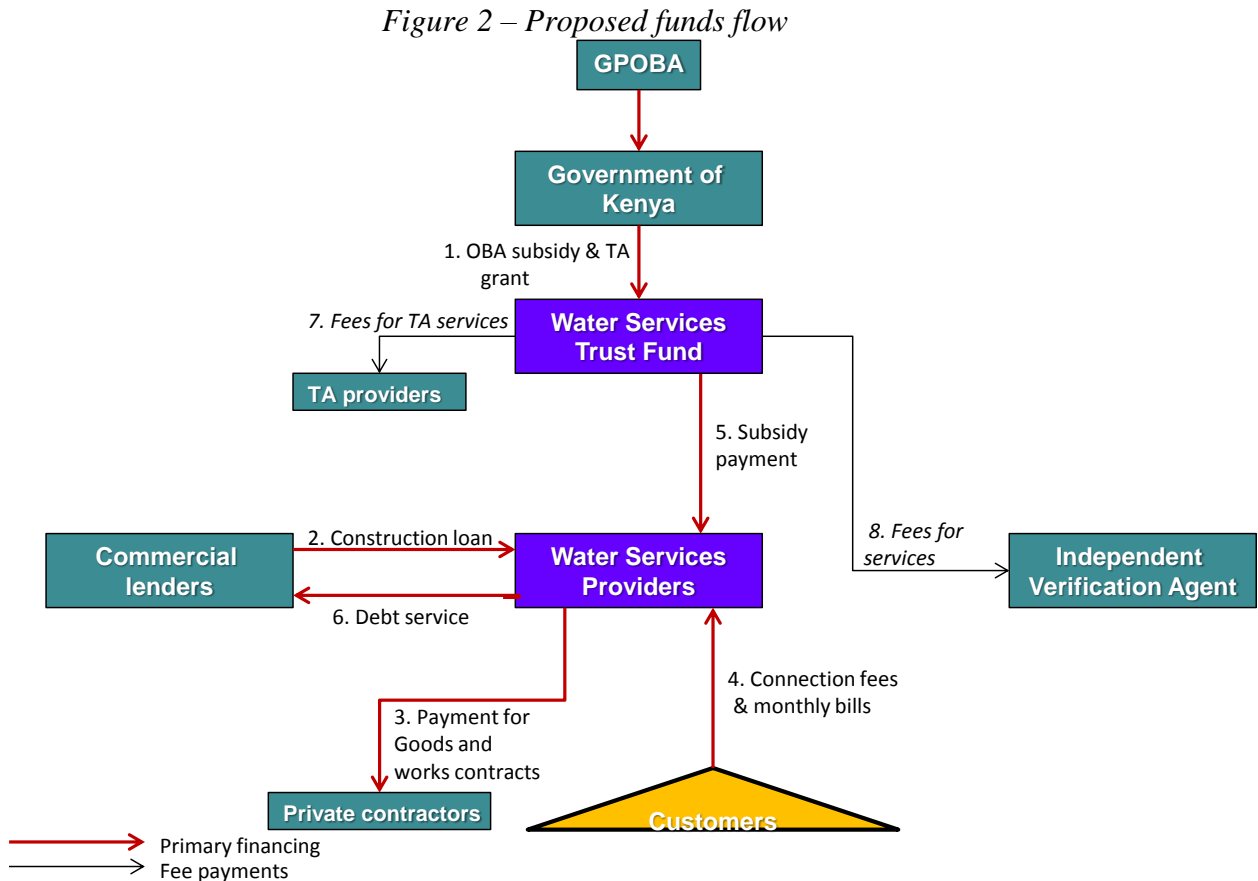 Figure 2 – Proposed funds flow
GPOBA
Government of
Kenya
1. OBA subsidy & TA
grant
7. Fees for TA services
Water Services
Trust Fund
TA providers
5. Subsidy
payment
Commercial
lenders
2. Construction loan
Water Services
Providers
8. Fees for
services
Independent
Verification Agent
6. Debt service
4. Connection fees
& monthly bills
3. Payment for
Goods and
works contracts
Private contractors
Customers
Primary financing
Fee payments